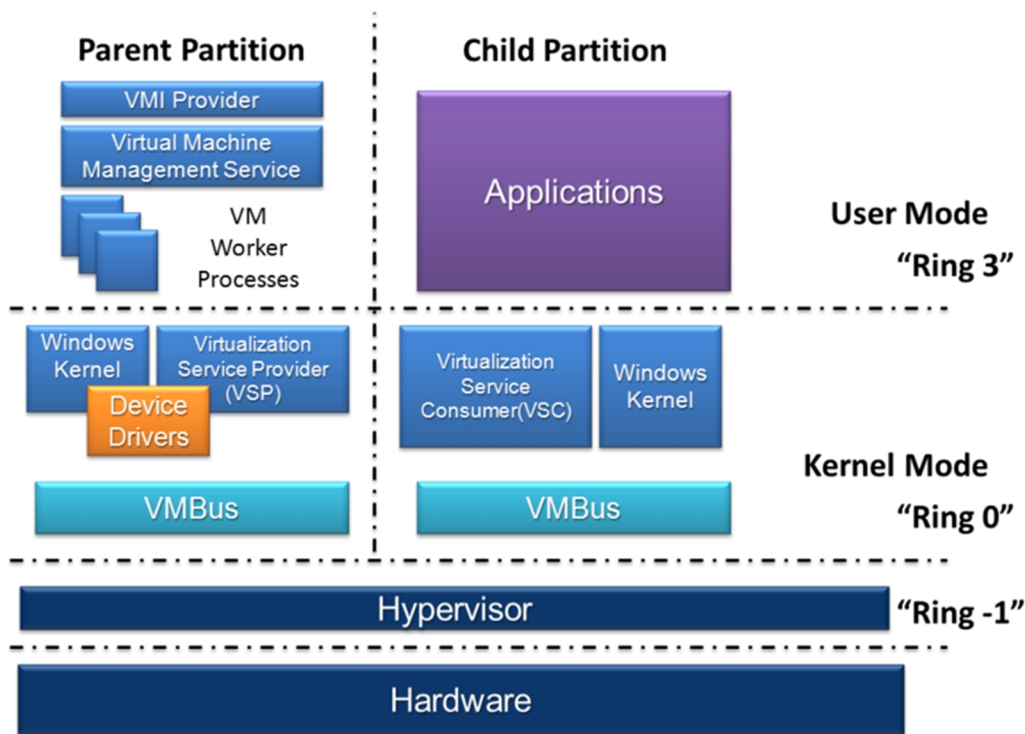 Parent Partition
VMI Provider
Virtual Machine
Management Service
VM
Worker
Processes
Child Partition
Applications
User Mode
“Ring 3”
Windows
Kernel
Virtualization
Service Provider
(VSP)
Device
Drivers
VMBus
Virtualization
Service
Consumer(VSC)
Windows
Kernel
VMBus
Kernel Mode
“Ring 0”
Hypervisor
“Ring -1”
Hardware